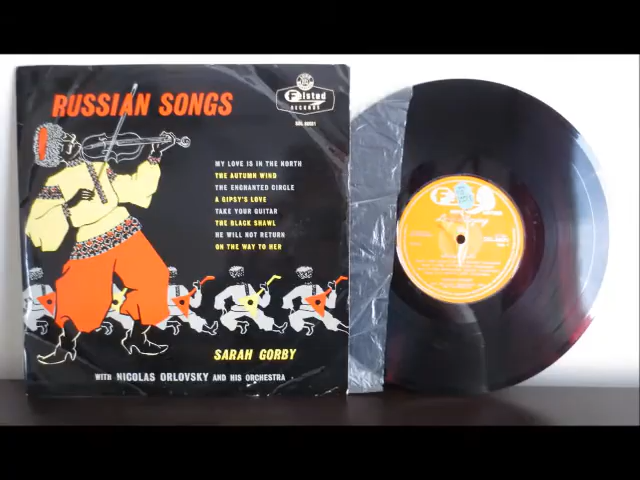 RUSSIAN SONGS
Felsted
RECORDS
MY LOVE IS IN THE NORTH
THE AUTUMN WIND
THE ENCHANTED CIRCLE
A GIPSY'S LOVE
TAKE YOUR GUITAR
THE BLACK SHAWL
HE WILL NOT RETURN
ON THE WAY TO HER
SARAH GORBY
WITH NICOLAS ORLOVSKY AND HIS ORCHESTRA